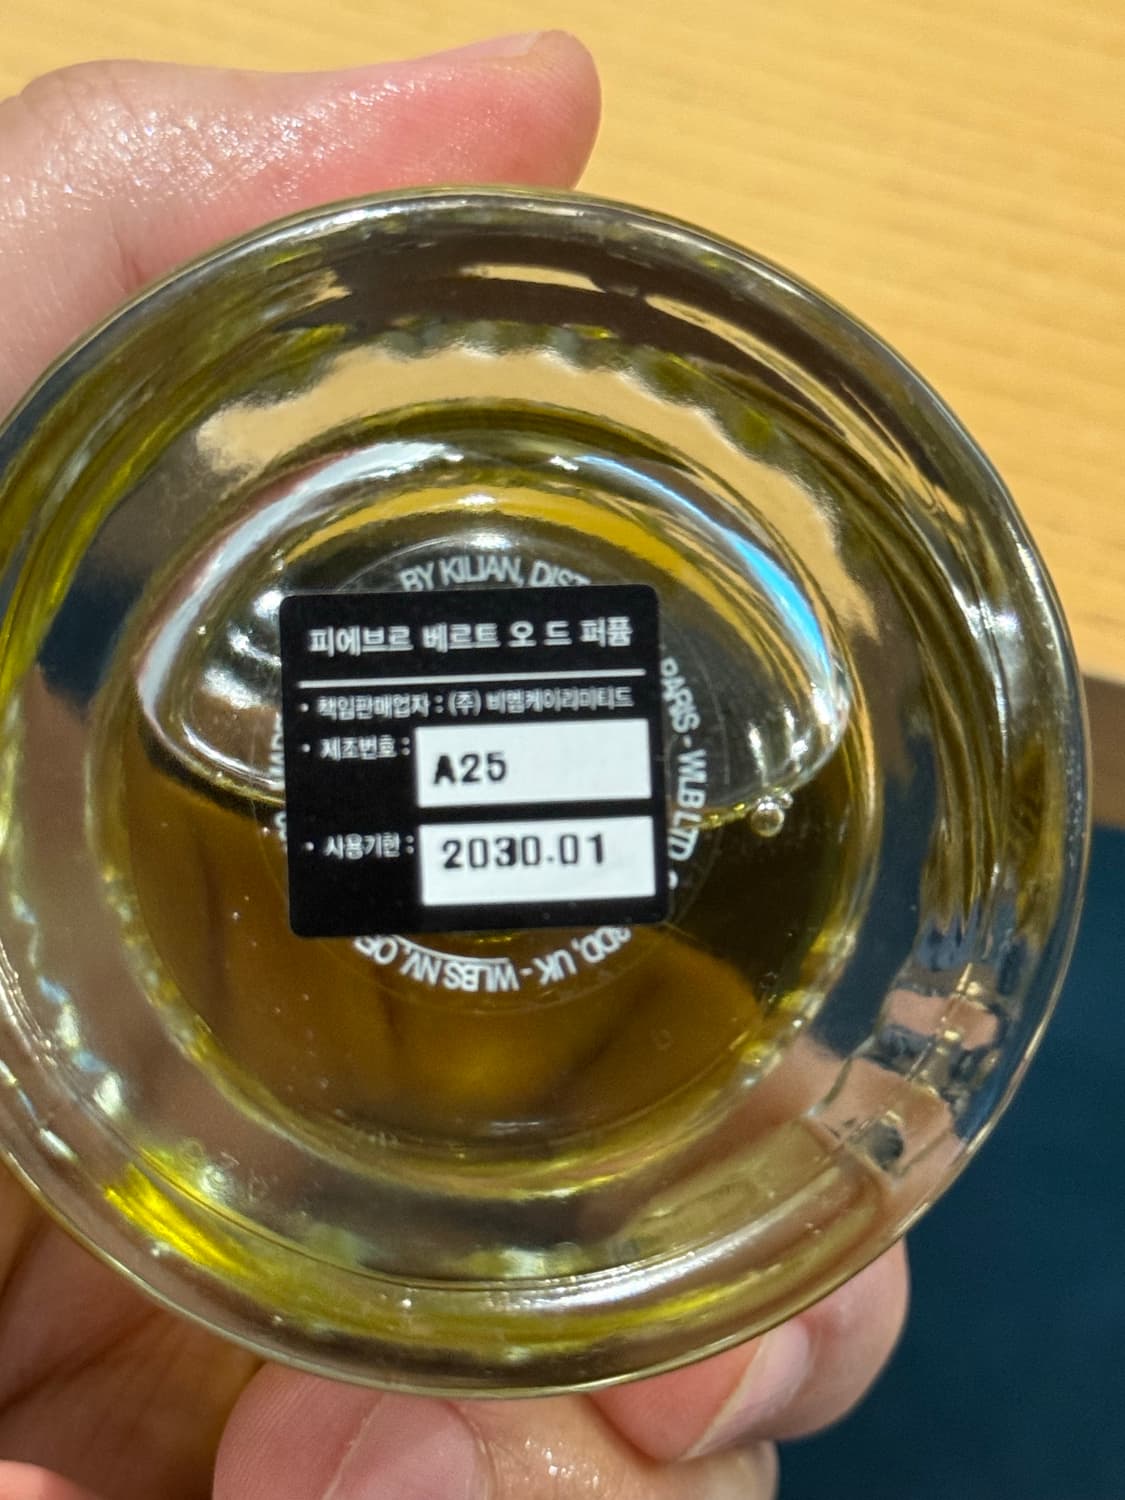 BY KILIAN, DIST
피에브르 베르트 오 드 퍼퓸
• 책임판매업자 : (주) 비엠케이리미티드
• 제조번호 : A25
• 사용기한 : 2030.01
PARIS - WLB LTD
UK - WLBS NV,